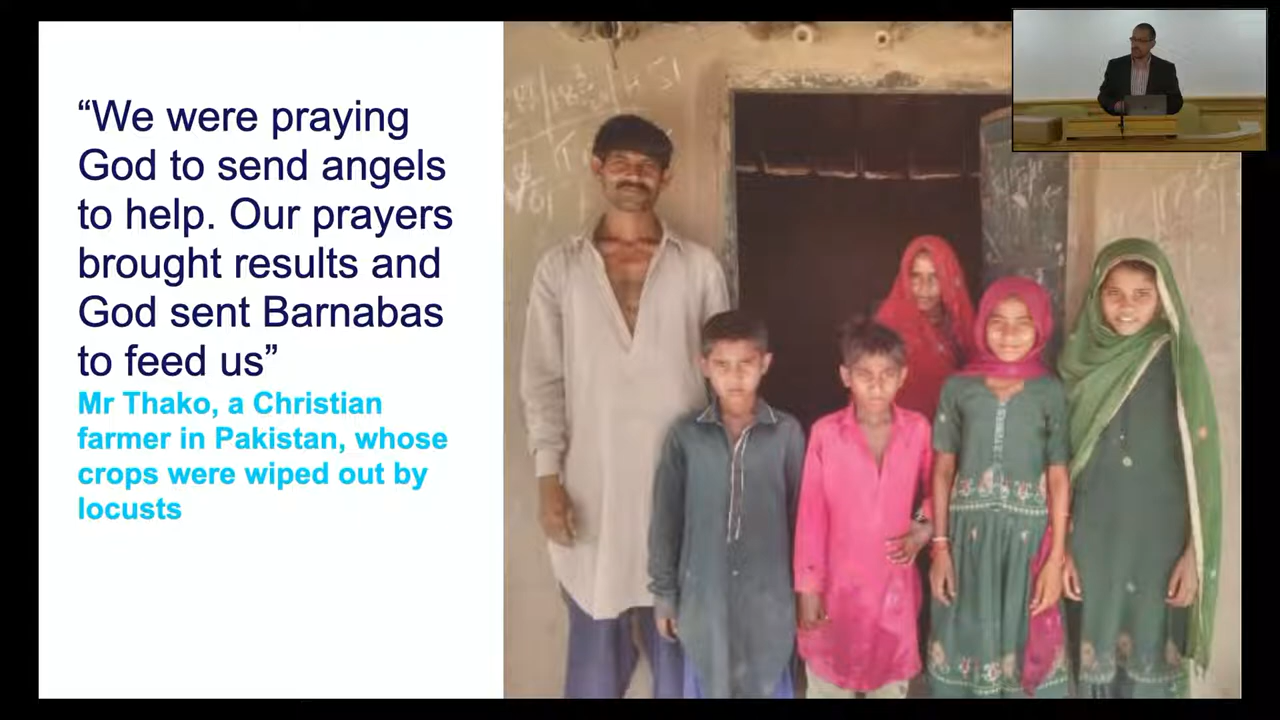 “We were praying
God to send angels
to help. Our prayers
brought results and
God sent Barnabas
to feed us”
Mr Thako, a Christian
farmer in Pakistan, whose
crops were wiped out by
locusts